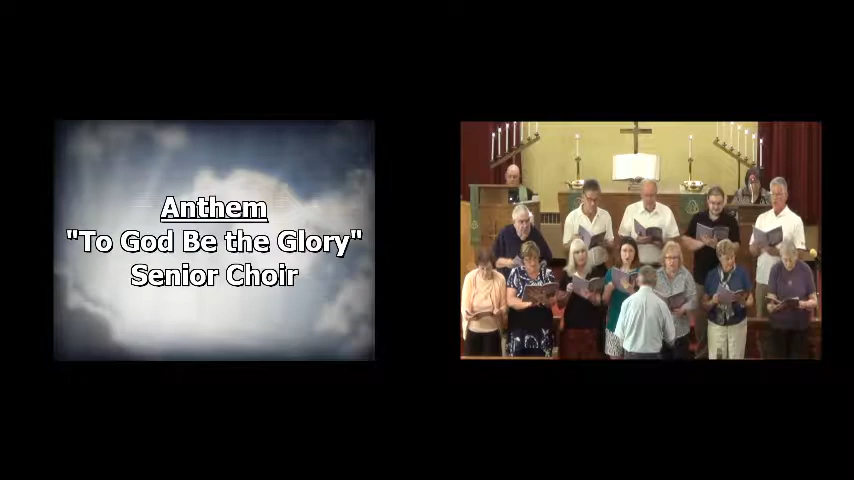 Anthem
"To God Be the Glory"
Senior Choir